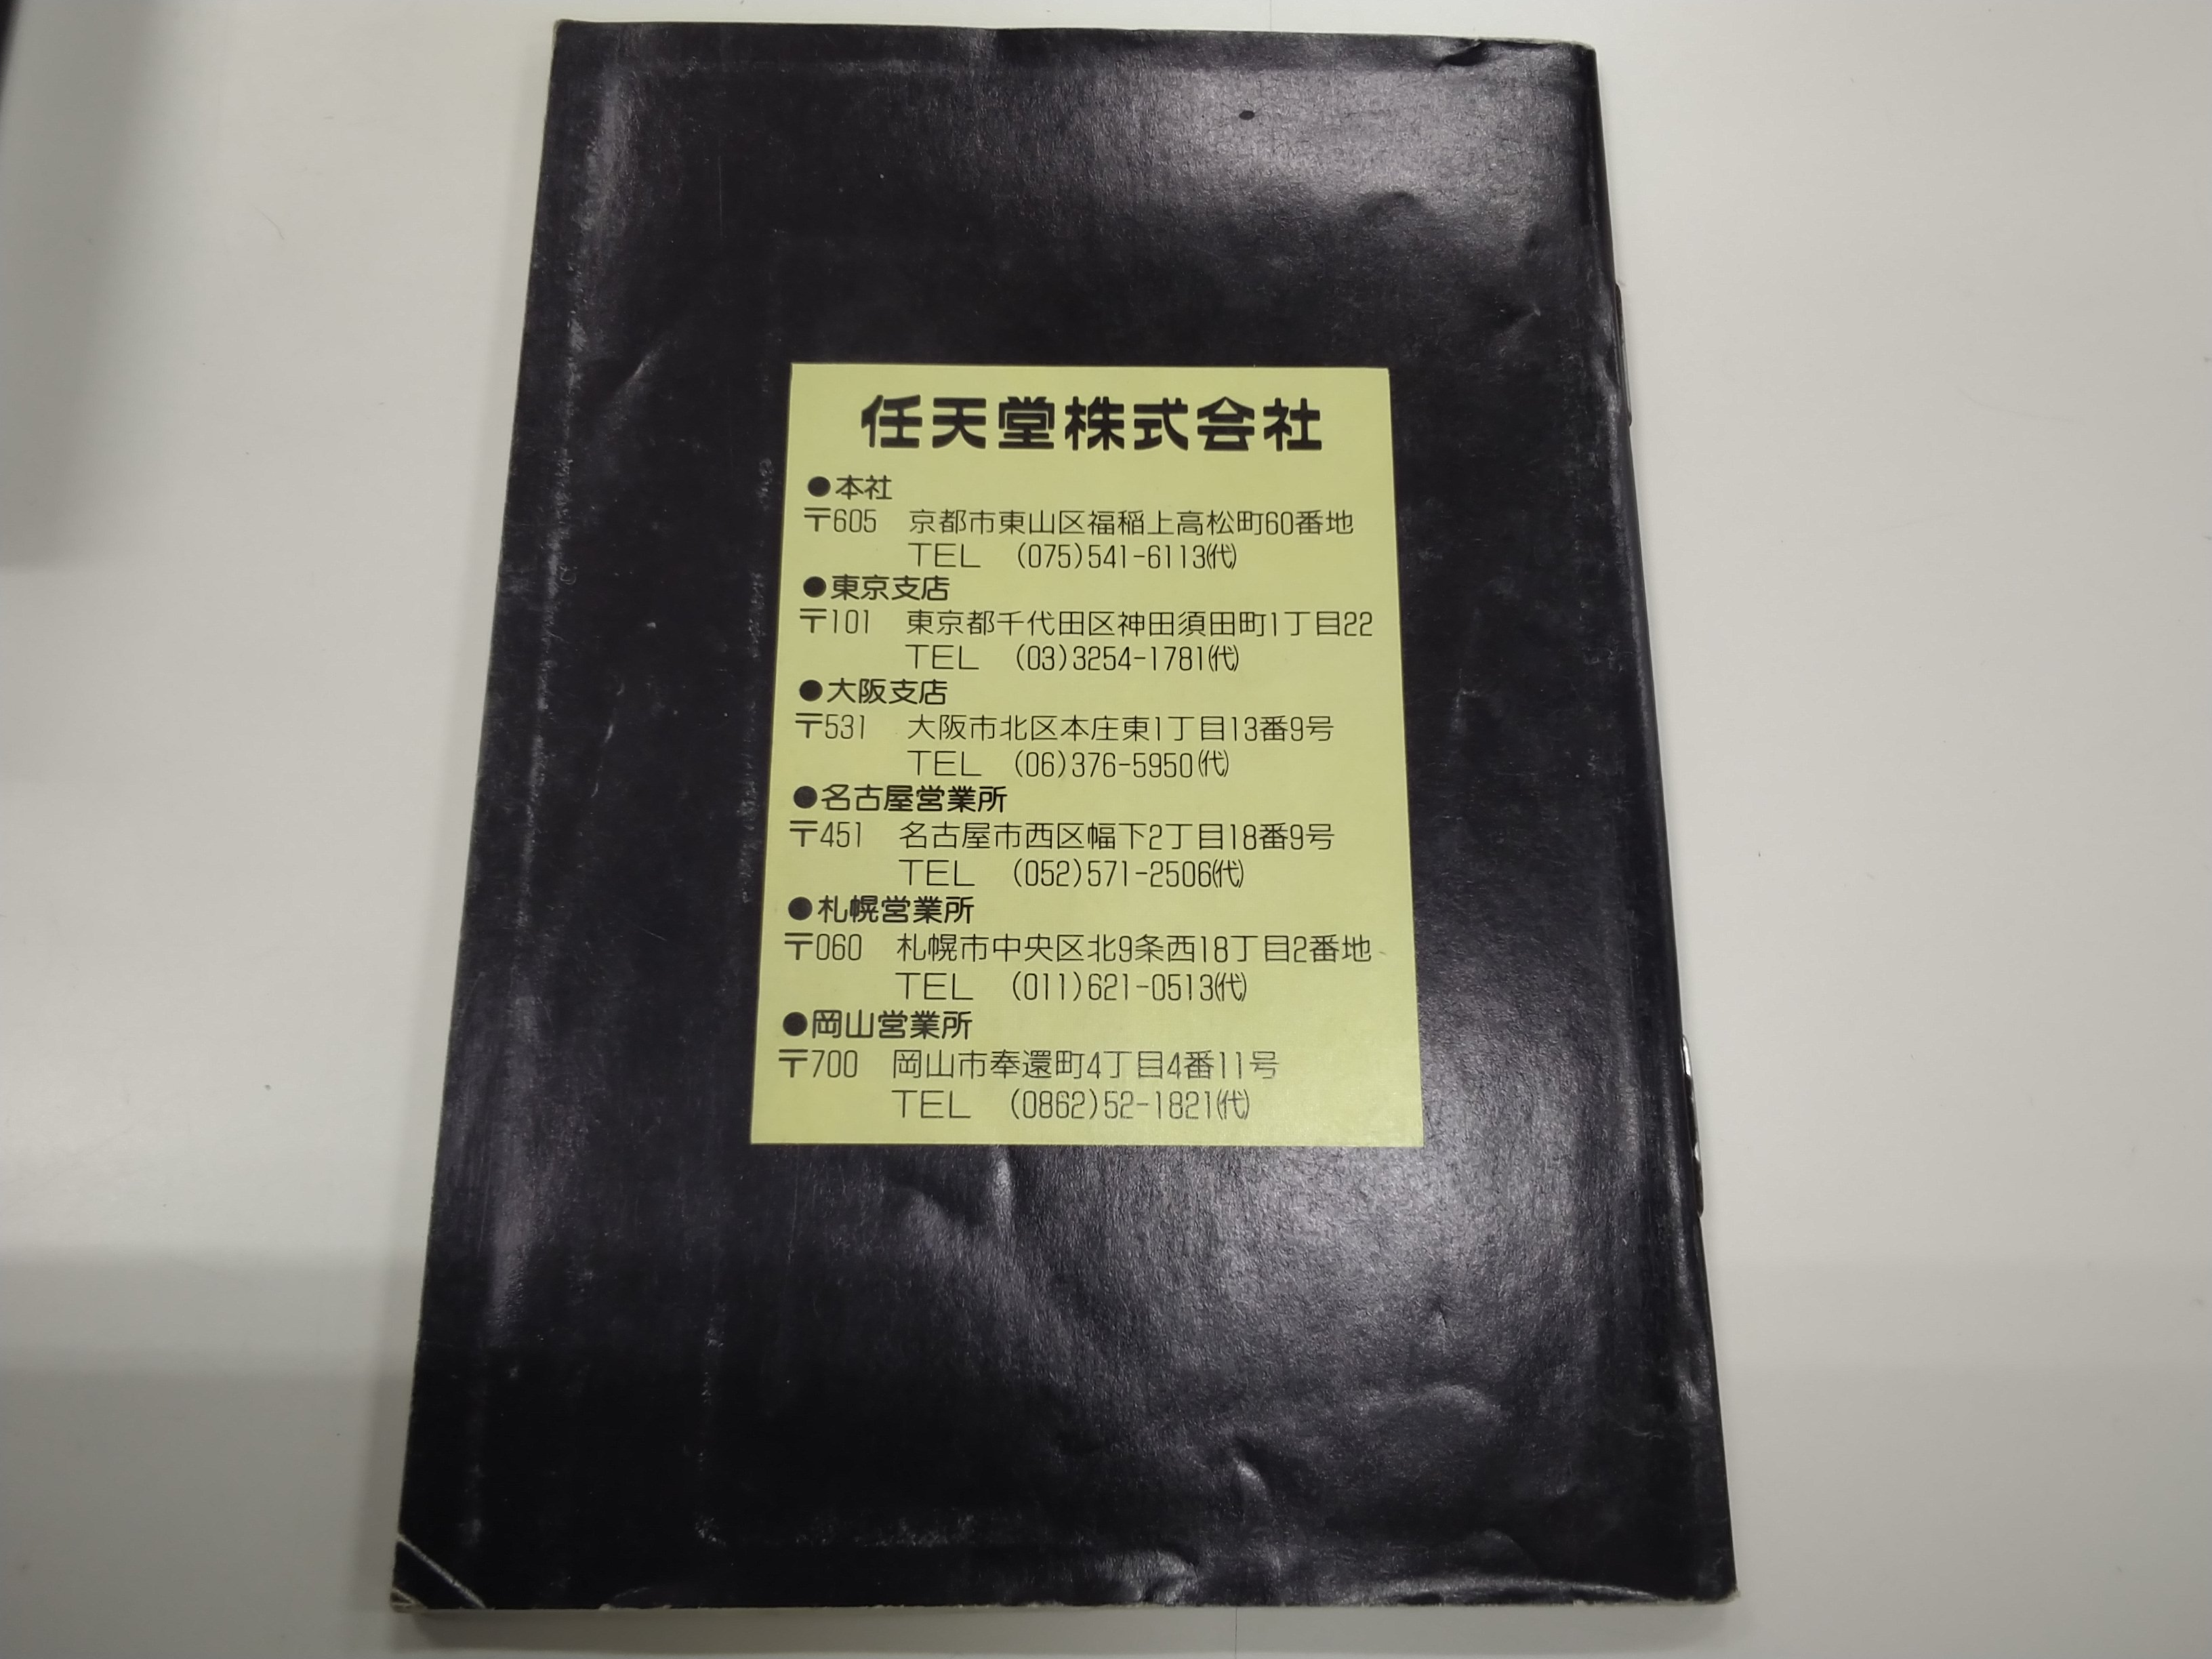 任天堂株式会社
●本社
〒605 京都市東山区福稲上高松町60番地
TEL (075)541-6113㈹
●東京支店
〒101 東京都千代田区神田須田町1丁目22
TEL (03)3254-1781㈹
●大阪支店
〒531 大阪市北区本庄東1丁目13番9号
TEL (06)376-5950㈹
●名古屋営業所
〒451 名古屋市西区幅下2丁目18番9号
TEL (052)571-2506㈹
●札幌営業所
〒060 札幌市中央区北9条西18丁目2番地
TEL (011)621-0513㈹
●岡山営業所
〒700 岡山市奉還町4丁目4番11号
TEL (0862)52-1821㈹